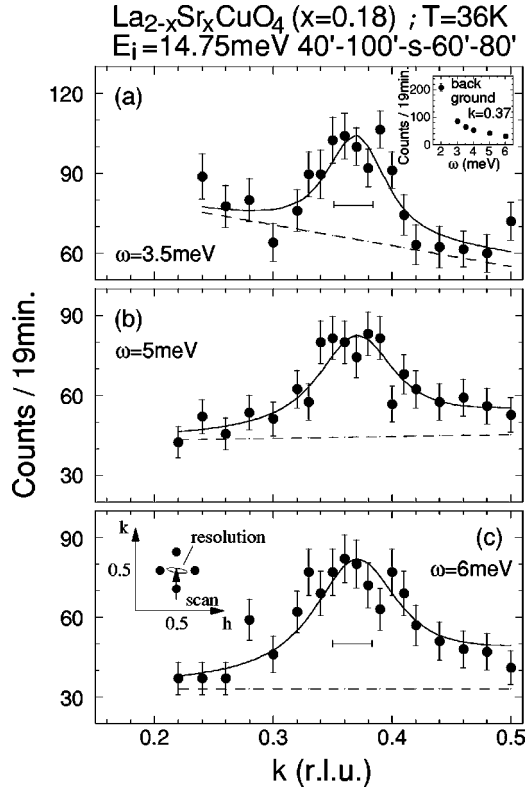 La2-xSrxCuO4 (x=0.18) ; T=36K
Ei=14.75meV 40'-100'-s-60'-80'
(a)
120
90
60
ω=3.5meV
Counts / 19min.
200
100
0
back
ground
k=0.37
2 3 4 5 6
ω (meV)
(b)
90
60
30
ω=5meV
Counts / 19min.
(c)
90
60
30
ω=6meV
k
0.5
resolution
scan
0.5 h
0.2 0.3 0.4 0.5
k (r.l.u.)